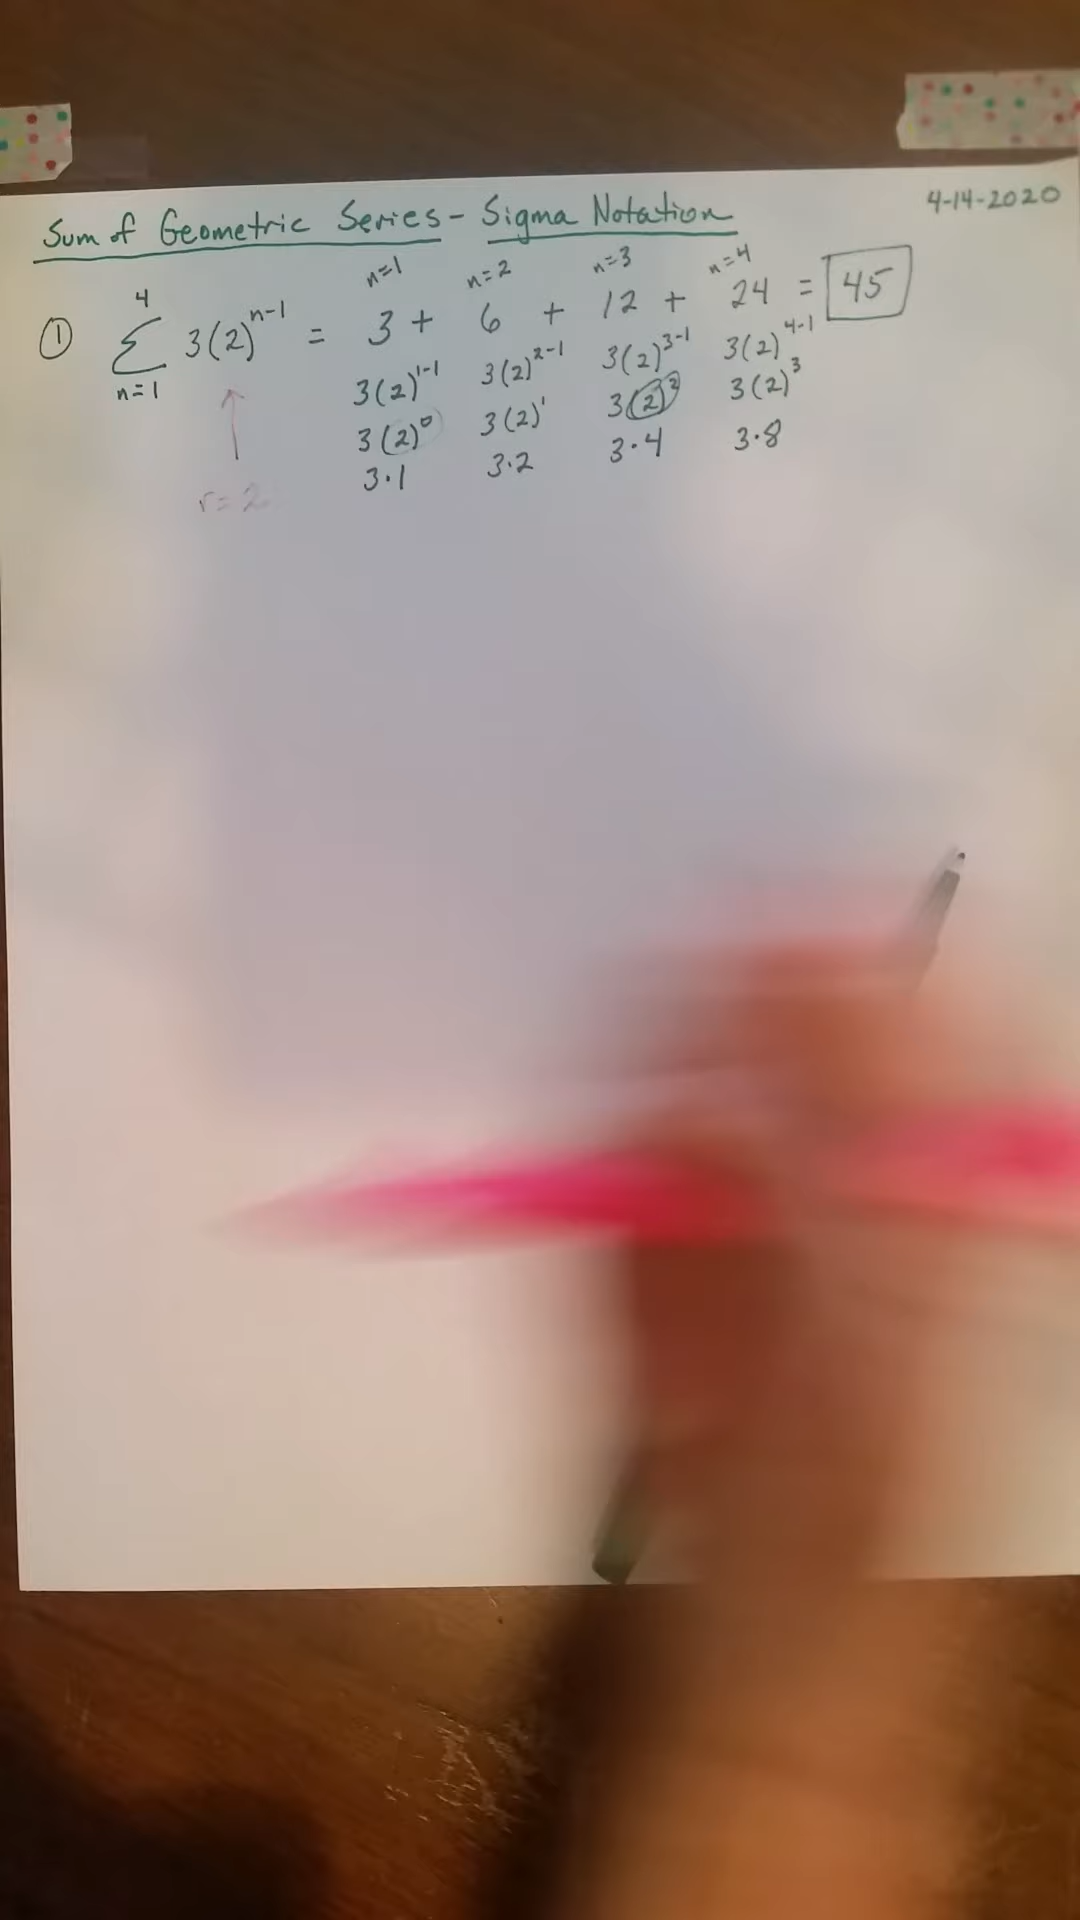 4-14-2020
Sum of Geometric Series - Sigma Notation
n=1 n=2 n=3 n=4
① 4 Σ n=1 3(2)^{n-1} = 3 + 6 + 12 + 24 = 45
3(2)^{1-1} 3(2)^{2-1} 3(2)^{3-1} 3(2)^{4-1}
3(2)^0 3(2)^1 3(2)^2 3(2)^3
3·1 3·2 3·4 3·8
r=2